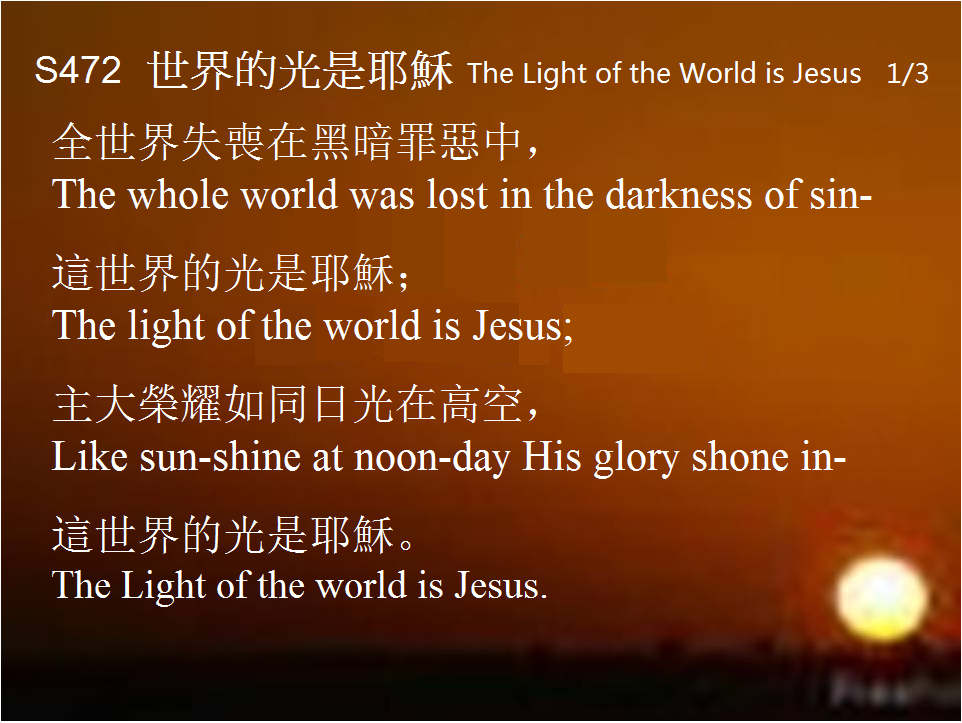 S472 世界的光是耶穌 The Light of the World is Jesus 1/3
全世界失喪在黑暗罪惡中，
The whole world was lost in the darkness of sin-
這世界的光是耶穌；
The light of the world is Jesus;
主大榮耀如同日光在高空，
Like sun-shine at noon-day His glory shone in-
這世界的光是耶穌。
The Light of the world is Jesus.